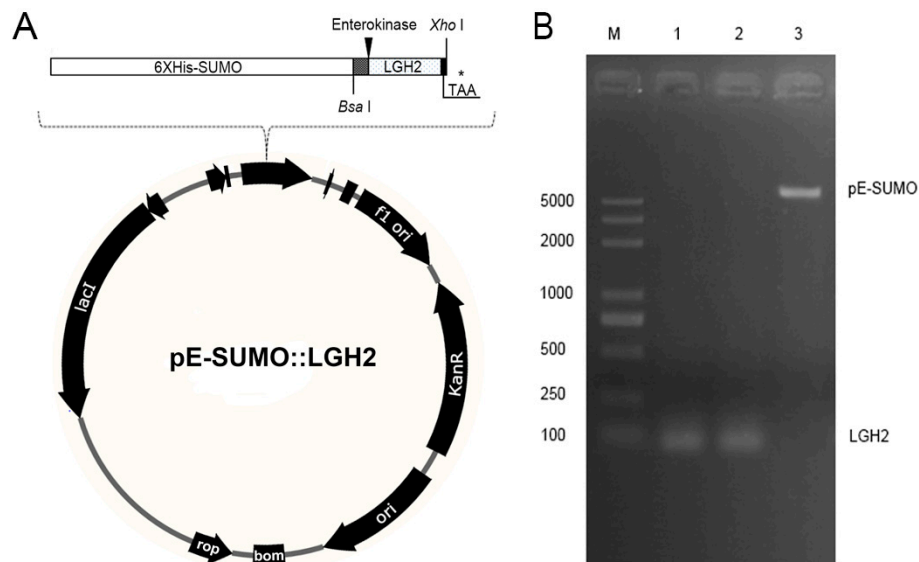 A
Enterokinase
Xho I
6XHis-SUMO
LGH2
*
TAA
Bsa I
f1 ori
lacI
KanR
pE-SUMO::LGH2
ori
rop
bom
B
M 1 2 3
5000
2000
1000
500
250
100
pE-SUMO
LGH2